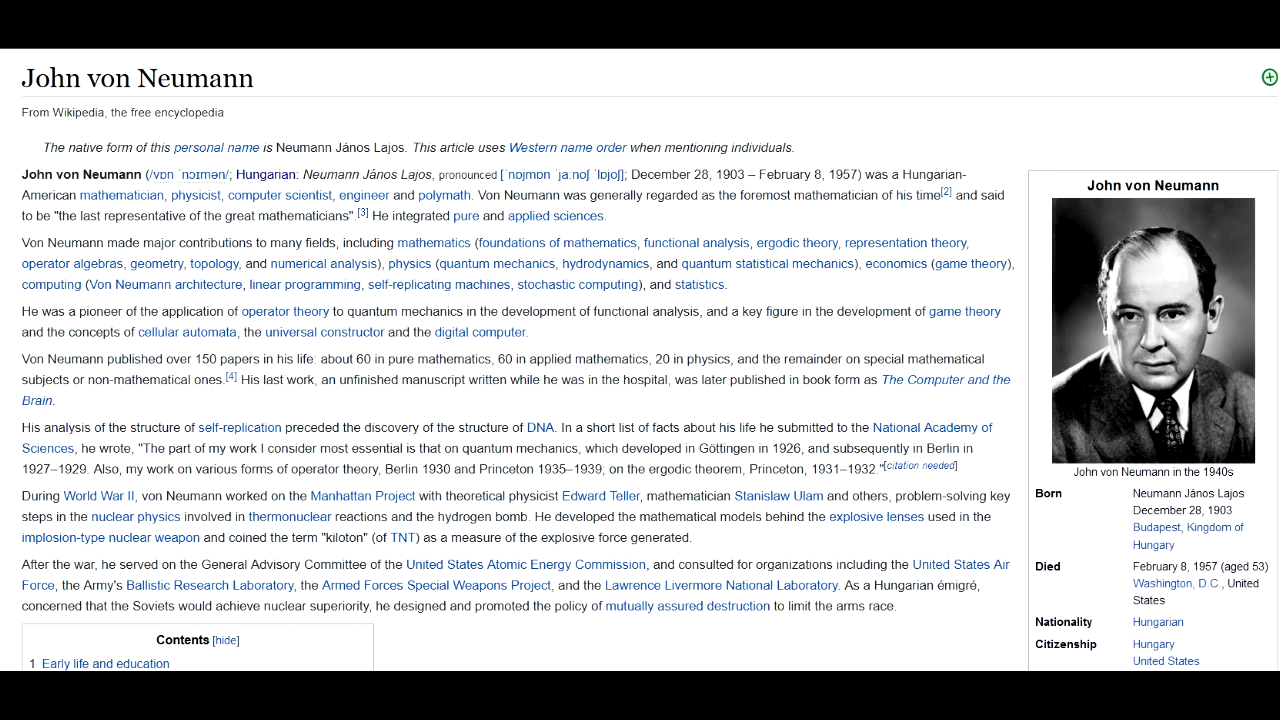 John von Neumann
From Wikipedia, the free encyclopedia
The native form of this personal name is Neumann János Lajos. This article uses Western name order when mentioning individuals.
John von Neumann (/vɒn ˈnɔɪmən/; Hungarian: Neumann János Lajos, pronounced [ˈnojmɒn ˈjaːnoʃ ˈlɒjoʃ]; December 28, 1903 – February 8, 1957) was a Hungarian-
American mathematician, physicist, computer scientist, engineer and polymath. Von Neumann was generally regarded as the foremost mathematician of his time[2] and said
to be "the last representative of the great mathematicians".[3] He integrated pure and applied sciences.
Von Neumann made major contributions to many fields, including mathematics (foundations of mathematics, functional analysis, ergodic theory, representation theory,
operator algebras, geometry, topology, and numerical analysis), physics (quantum mechanics, hydrodynamics, and quantum statistical mechanics), economics (game theory),
computing (Von Neumann architecture, linear programming, self-replicating machines, stochastic computing), and statistics.
He was a pioneer of the application of operator theory to quantum mechanics in the development of functional analysis, and a key figure in the development of game theory
and the concepts of cellular automata, the universal constructor and the digital computer.
Von Neumann published over 150 papers in his life: about 60 in pure mathematics, 60 in applied mathematics, 20 in physics, and the remainder on special mathematical
subjects or non-mathematical ones.[4] His last work, an unfinished manuscript written while he was in the hospital, was later published in book form as The Computer and the
Brain.
His analysis of the structure of self-replication preceded the discovery of the structure of DNA. In a short list of facts about his life he submitted to the National Academy of
Sciences, he wrote, "The part of my work I consider most essential is that on quantum mechanics, which developed in Göttingen in 1926, and subsequently in Berlin in
1927–1929. Also, my work on various forms of operator theory, Berlin 1930 and Princeton 1935–1939; on the ergodic theorem, Princeton, 1931–1932."[citation needed]
During World War II, von Neumann worked on the Manhattan Project with theoretical physicist Edward Teller, mathematician Stanislaw Ulam and others, problem-solving key
steps in the nuclear physics involved in thermonuclear reactions and the hydrogen bomb. He developed the mathematical models behind the explosive lenses used in the
implosion-type nuclear weapon and coined the term "kiloton" (of TNT) as a measure of the explosive force generated.
After the war, he served on the General Advisory Committee of the United States Atomic Energy Commission, and consulted for organizations including the United States Air
Force, the Army's Ballistic Research Laboratory, the Armed Forces Special Weapons Project, and the Lawrence Livermore National Laboratory. As a Hungarian émigré,
concerned that the Soviets would achieve nuclear superiority, he designed and promoted the policy of mutually assured destruction to limit the arms race.
Contents [hide]
1 Early life and education
John von Neumann
John von Neumann in the 1940s
Born Neumann János Lajos
December 28, 1903
Budapest, Kingdom of
Hungary
Died February 8, 1957 (aged 53)
Washington, D.C., United
States
Nationality Hungarian
Citizenship Hungary
United States